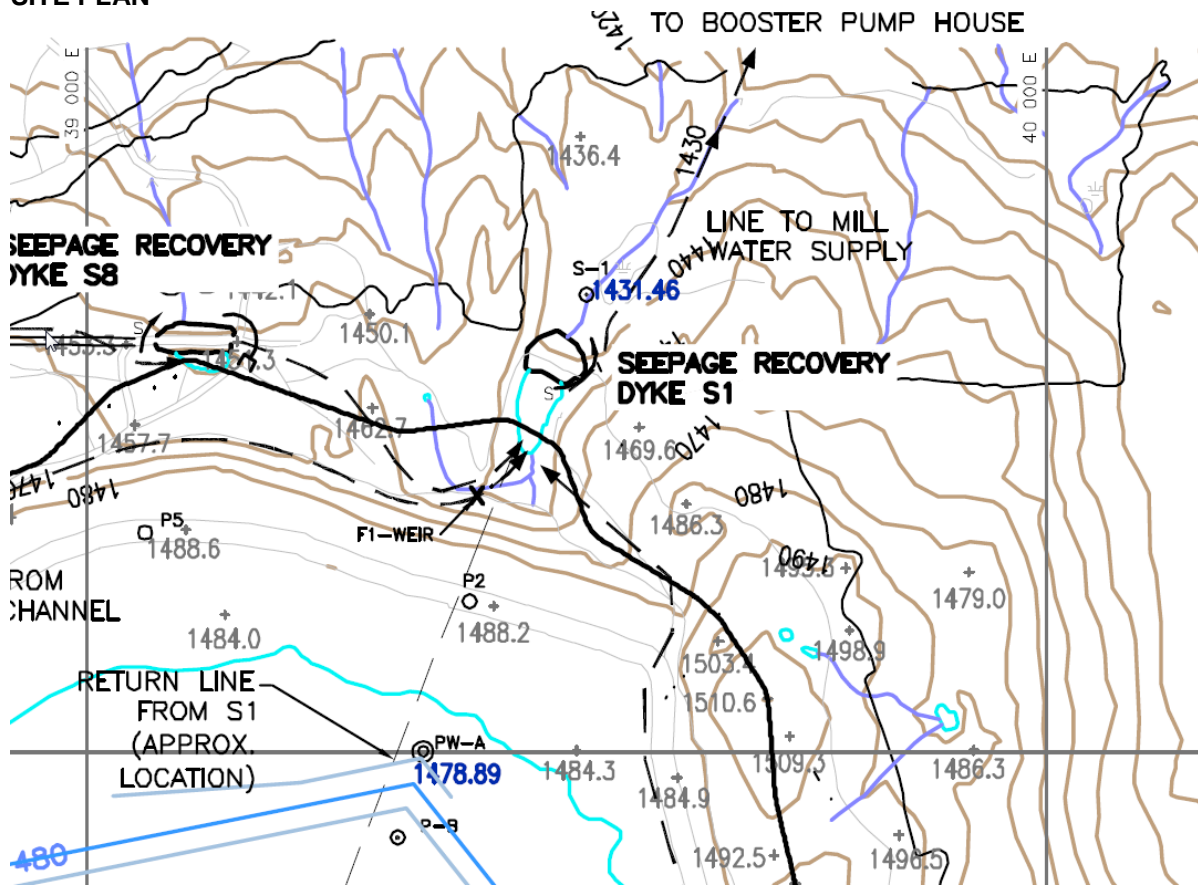 TO BOOSTER PUMP HOUSE
39 000 E
40 000 E
1436.4
1430
LINE TO MILL
WATER SUPPLY
1440
SEEPAGE RECOVERY
DYKE S8
S-1
1431.46
1442.1
1450.1
S
SEEPAGE RECOVERY
DYKE S1
S
1457.7
1462.7
1469.6
1470
1470
1480
1480
1486.3
F1-WEIR
P5
1488.6
1490
1479.0
ROM
CHANNEL
P2
1488.2
1484.0
1498.9
1503.4
RETURN LINE
FROM S1
(APPROX.
LOCATION)
1510.6
PW-A
1478.89
1484.3
1509.3
1486.3
1484.9
P-B
480
1492.5
1496.5